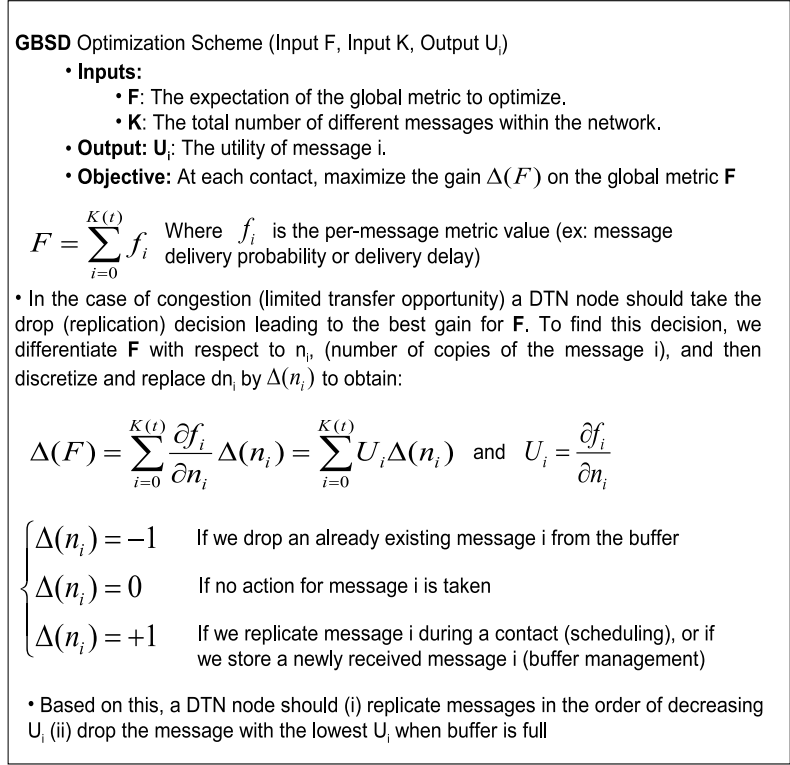 GBSD Optimization Scheme (Input F, Input K, Output Uᵢ)
• Inputs:
• F: The expectation of the global metric to optimize.
• K: The total number of different messages within the network.
• Output: Uᵢ: The utility of message i.
• Objective: At each contact, maximize the gain Δ(F) on the global metric F
F = ∑_{i=0}^{K(t)} fᵢ Where fᵢ is the per-message metric value (ex: message
delivery probability or delivery delay)
• In the case of congestion (limited transfer opportunity) a DTN node should take the
drop (replication) decision leading to the best gain for F. To find this decision, we
differentiate F with respect to nᵢ, (number of copies of the message i), and then
discretize and replace dnᵢ by Δ(nᵢ) to obtain:
Δ(F) = ∑_{i=0}^{K(t)} ∂fᵢ/∂nᵢ Δ(nᵢ) = ∑_{i=0}^{K(t)} UᵢΔ(nᵢ) and Uᵢ = ∂fᵢ/∂nᵢ
Δ(nᵢ) = −1 If we drop an already existing message i from the buffer
Δ(nᵢ) = 0 If no action for message i is taken
Δ(nᵢ) = +1 If we replicate message i during a contact (scheduling), or if
we store a newly received message i (buffer management)
• Based on this, a DTN node should (i) replicate messages in the order of decreasing
Uᵢ (ii) drop the message with the lowest Uᵢ when buffer is full